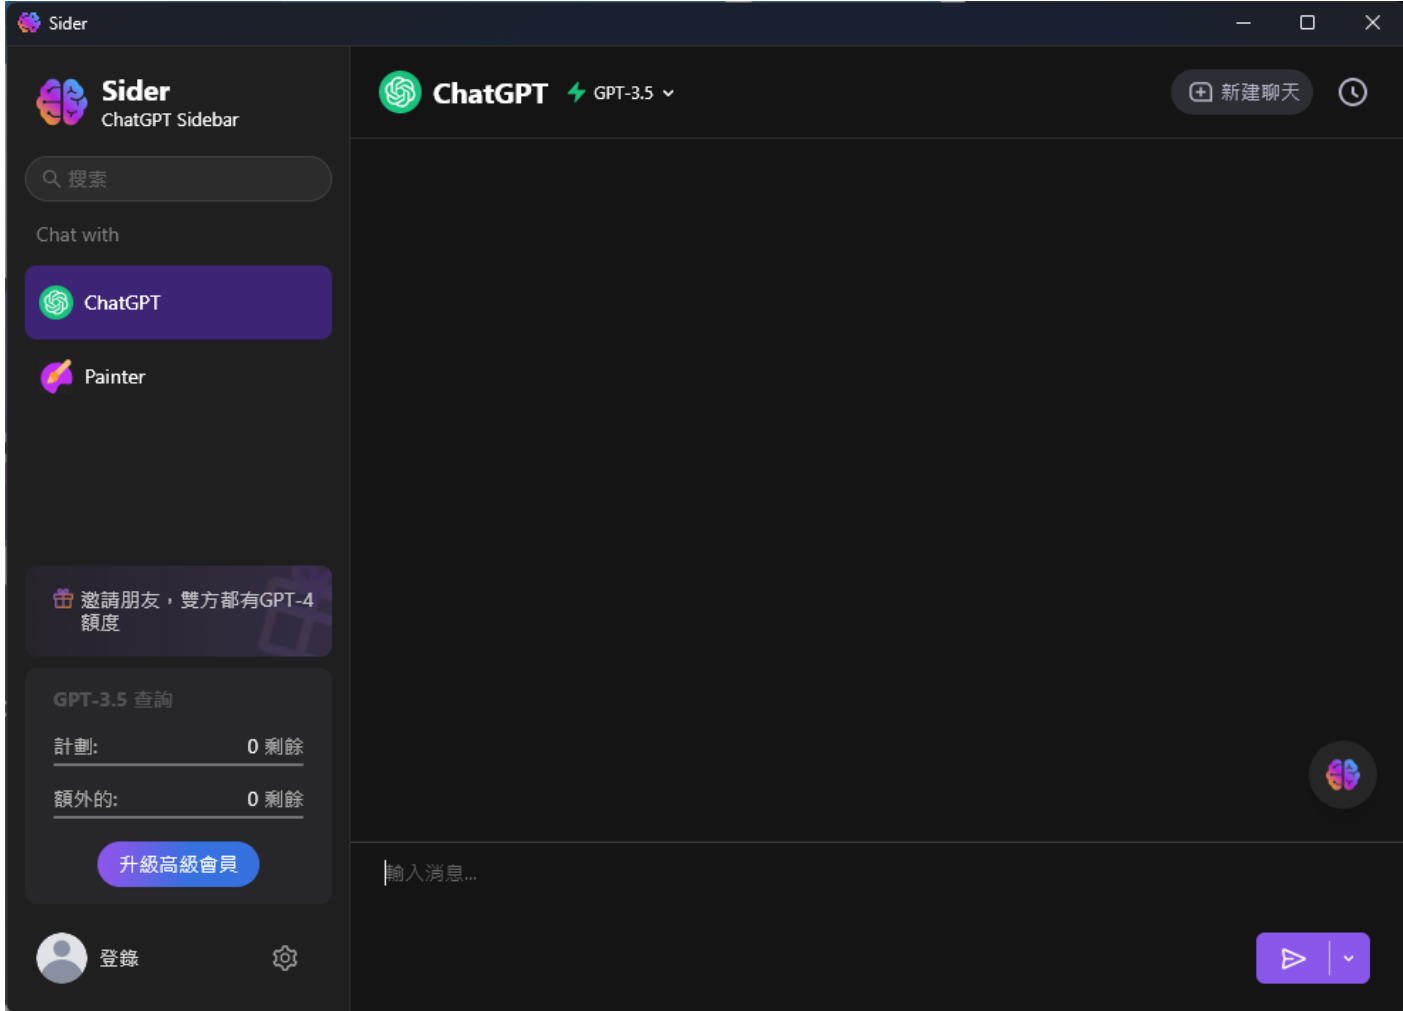 Sider
Sider
ChatGPT Sidebar
搜索
Chat with
ChatGPT
Painter
邀請朋友，雙方都有GPT-4
額度
GPT-3.5 查詢
計劃: 0 剩餘
額外的: 0 剩餘
升級高級會員
登錄
ChatGPT GPT-3.5
新建聊天
輸入消息...